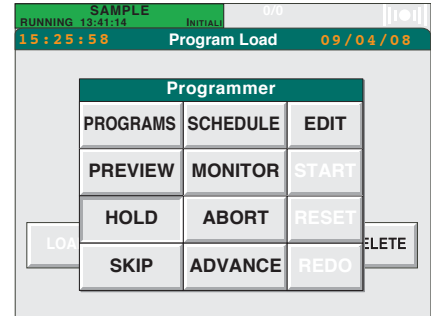 SAMPLE 0/0
RUNNING 13:41:14 INITIALI
15:25:58 Program Load 09/04/08
Programmer
PROGRAMS SCHEDULE EDIT
PREVIEW MONITOR START
HOLD ABORT RESET
LOA ELETE
SKIP ADVANCE REDO